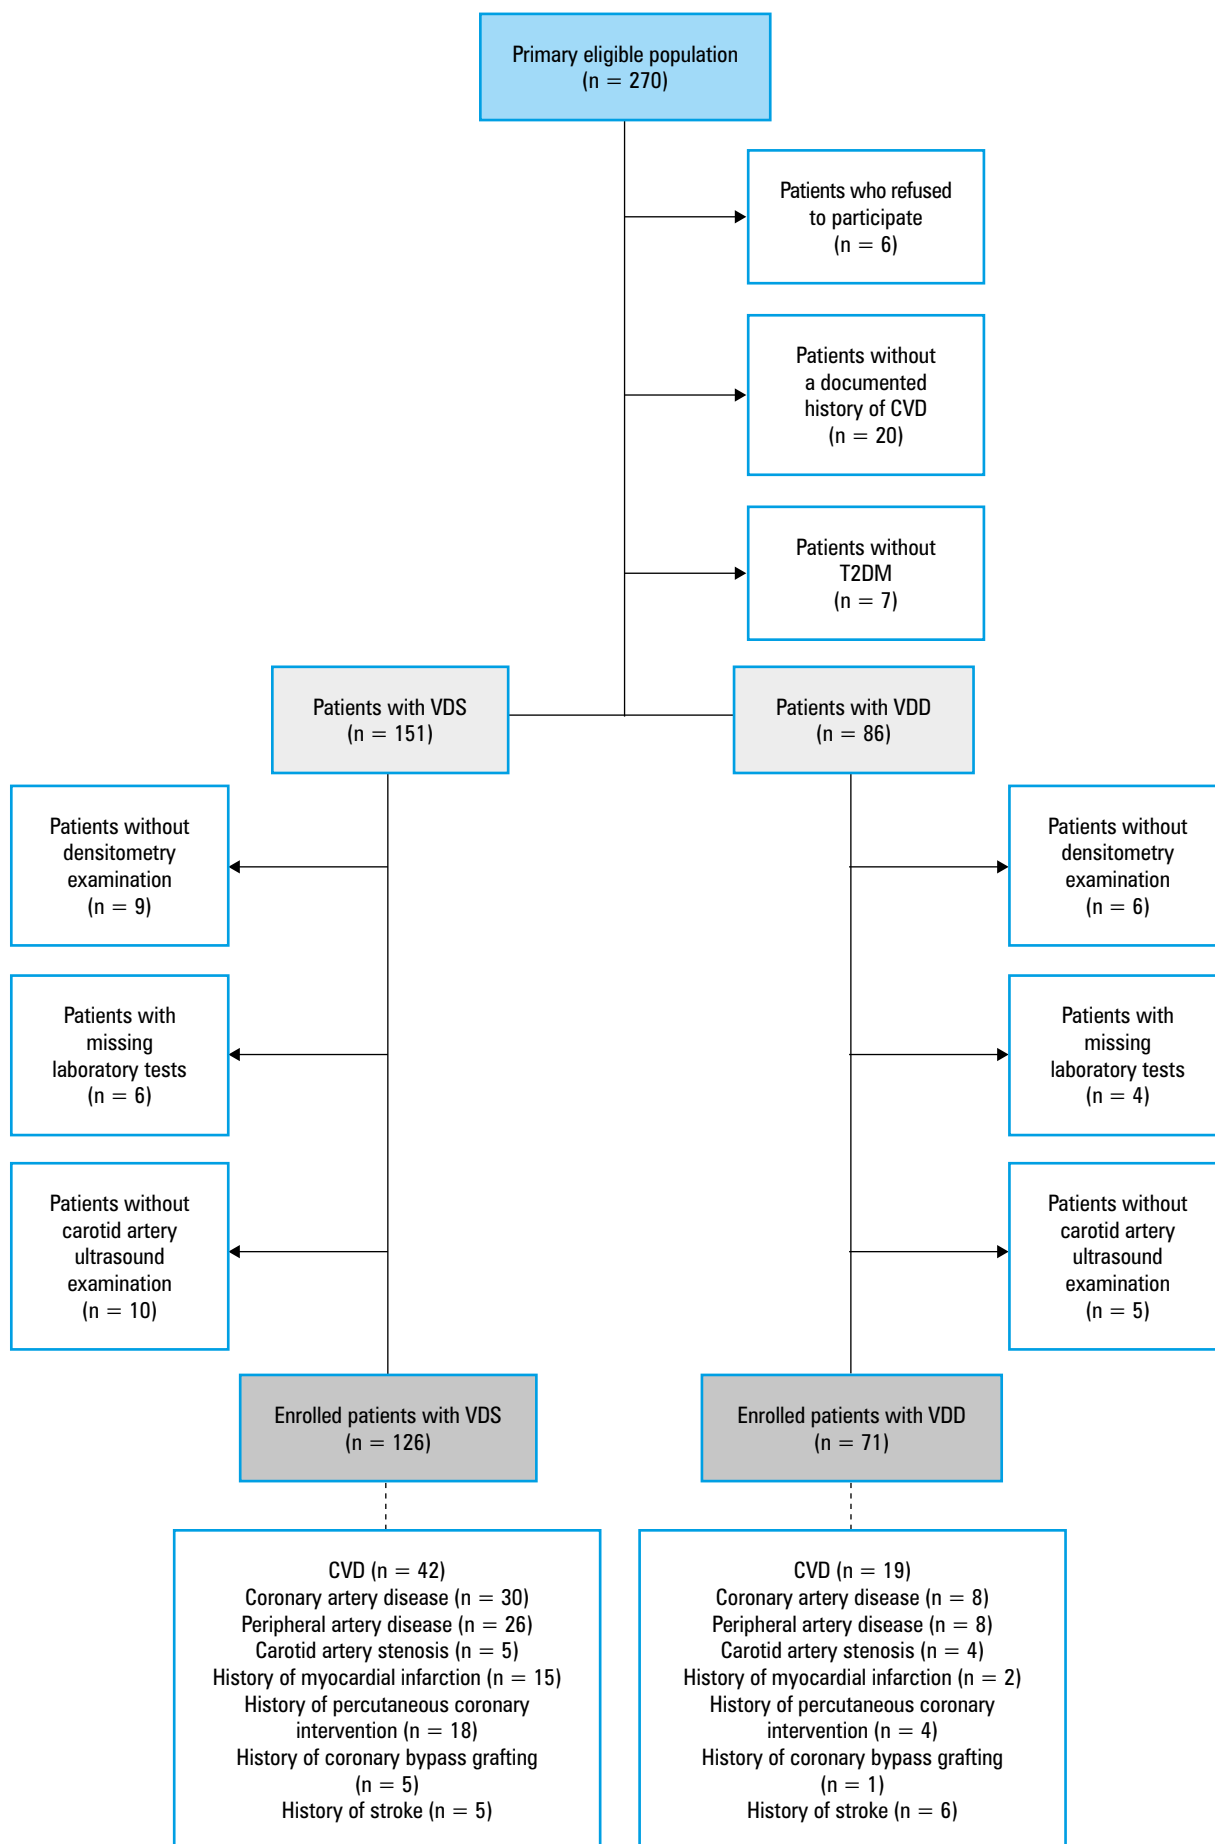 Primary eligible population
(n = 270)
Patients who refused
to participate
(n = 6)
Patients without
a documented
history of CVD
(n = 20)
Patients without
T2DM
(n = 7)
Patients with VDS
(n = 151)
Patients with VDD
(n = 86)
Patients without
densitometry
examination
(n = 9)
Patients without
densitometry
examination
(n = 6)
Patients with
missing
laboratory tests
(n = 6)
Patients with
missing
laboratory tests
(n = 4)
Patients without
carotid artery
ultrasound
examination
(n = 10)
Patients without
carotid artery
ultrasound
examination
(n = 5)
Enrolled patients with VDS
(n = 126)
Enrolled patients with VDD
(n = 71)
CVD (n = 42)
Coronary artery disease (n = 30)
Peripheral artery disease (n = 26)
Carotid artery stenosis (n = 5)
History of myocardial infarction (n = 15)
History of percutaneous coronary
intervention (n = 18)
History of coronary bypass grafting
(n = 5)
History of stroke (n = 5)
CVD (n = 19)
Coronary artery disease (n = 8)
Peripheral artery disease (n = 8)
Carotid artery stenosis (n = 4)
History of myocardial infarction (n = 2)
History of percutaneous coronary
intervention (n = 4)
History of coronary bypass grafting
(n = 1)
History of stroke (n = 6)